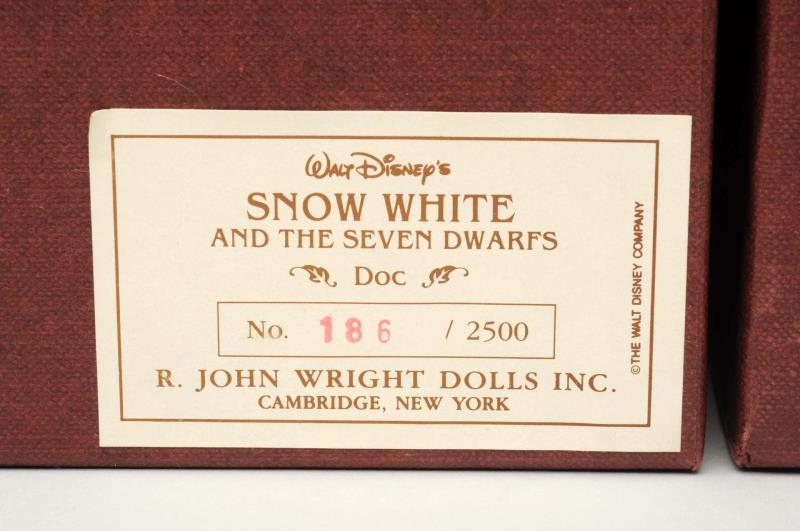 Walt Disney's
SNOW WHITE
AND THE SEVEN DWARFS
Doc
No. 186 / 2500
R. JOHN WRIGHT DOLLS INC.
CAMBRIDGE, NEW YORK
© THE WALT DISNEY COMPANY